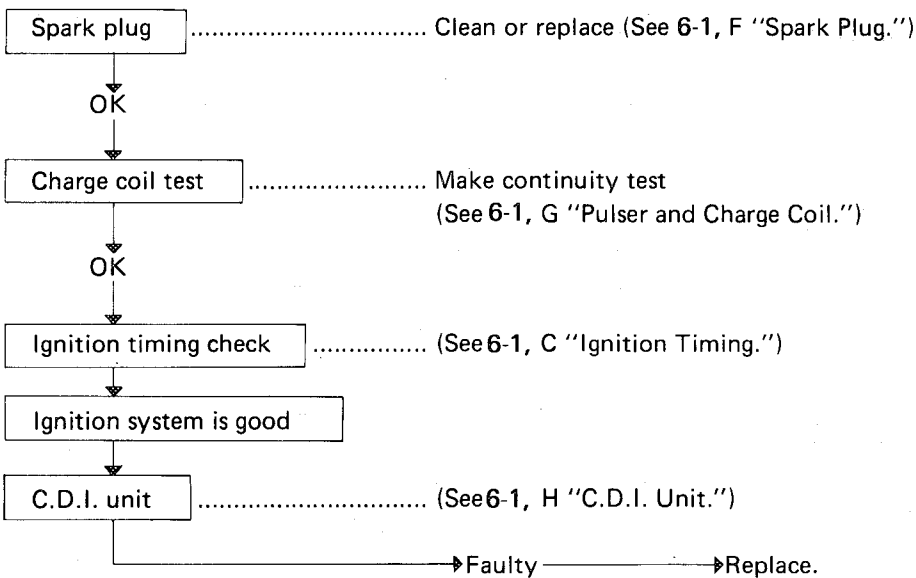 Spark plug .............................. Clean or replace (See 6-1, F "Spark Plug.")
OK
Charge coil test .......................... Make continuity test
(See 6-1, G "Pulser and Charge Coil.")
OK
Ignition timing check ................ (See 6-1, C "Ignition Timing.")
Ignition system is good
C.D.I. unit ............................... (See 6-1, H "C.D.I. Unit.")
Faulty Replace.